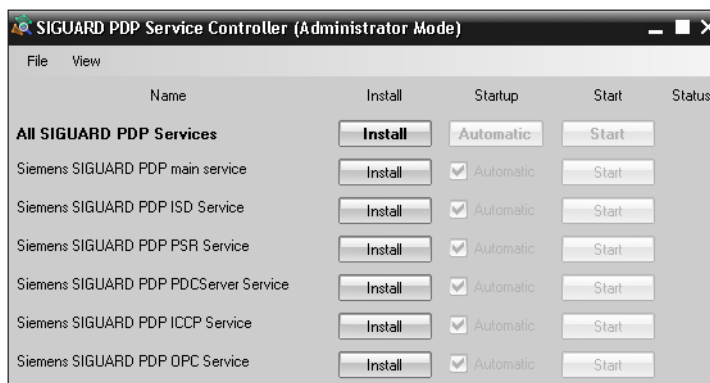 SIGUARD PDP Service Controller (Administrator Mode)
File View
Name Install Startup Start Status
All SIGUARD PDP Services Install Automatic Start
Siemens SIGUARD PDP main service Install Automatic Start
Siemens SIGUARD PDP ISD Service Install Automatic Start
Siemens SIGUARD PDP PSR Service Install Automatic Start
Siemens SIGUARD PDP PDCServer Service Install Automatic Start
Siemens SIGUARD PDP ICCP Service Install Automatic Start
Siemens SIGUARD PDP OPC Service Install Automatic Start